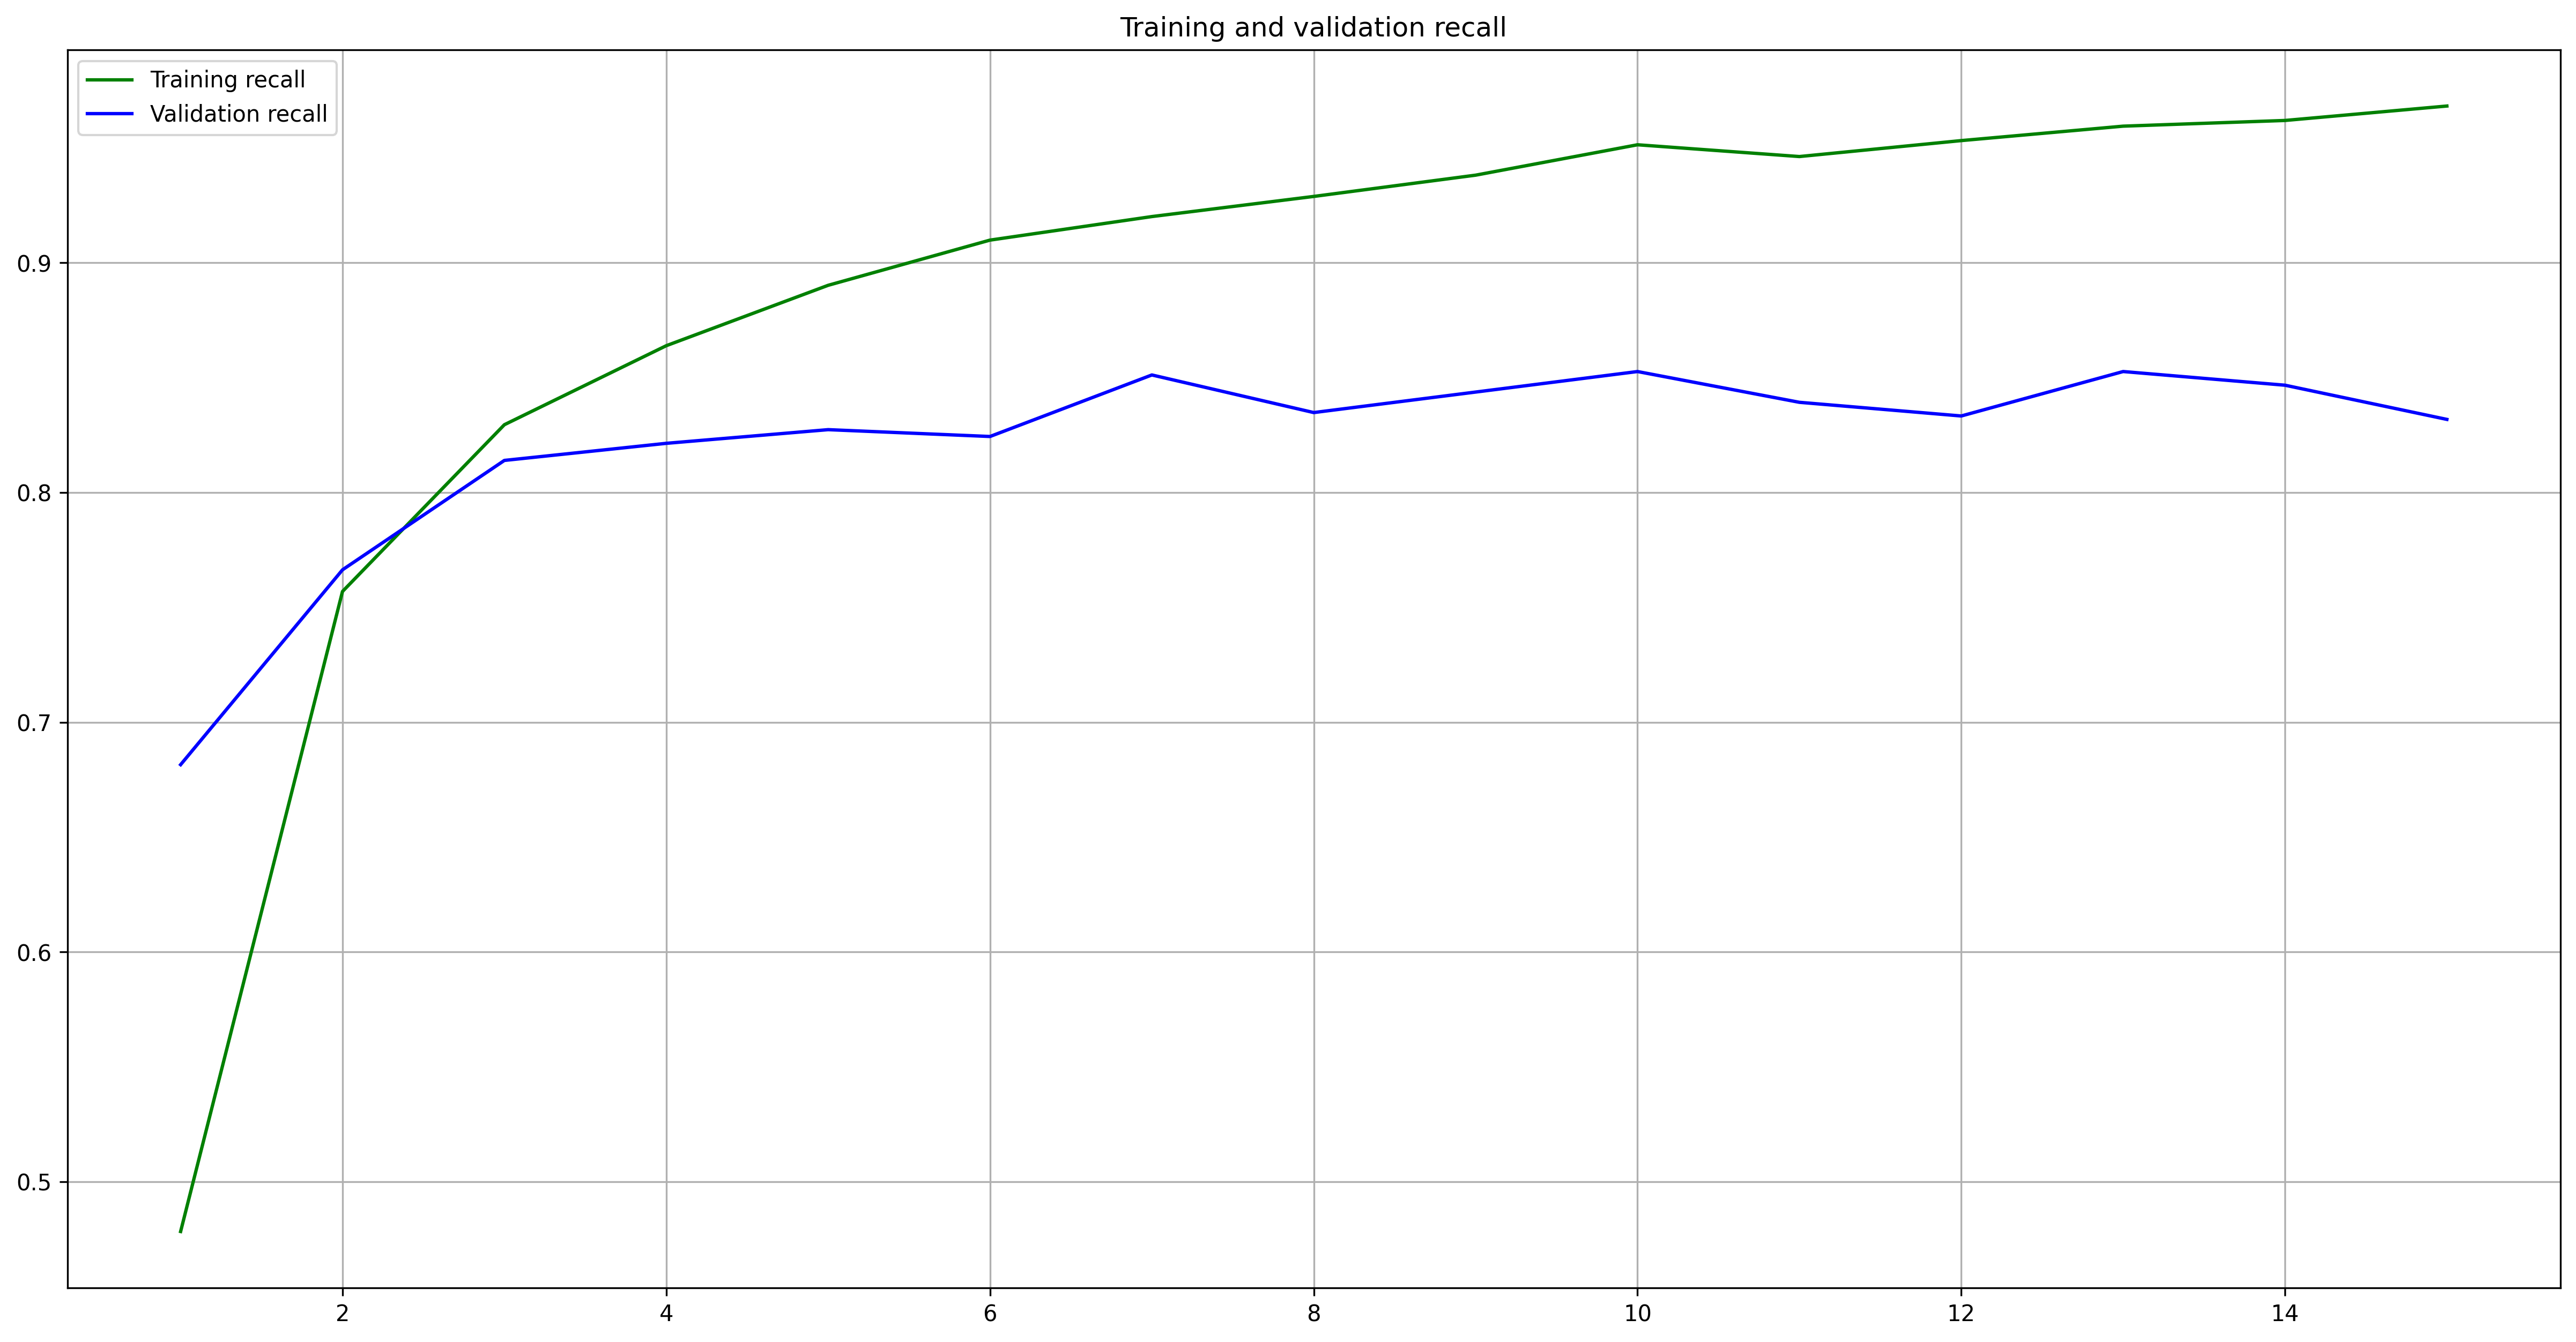 Training and validation recall
Training recall
Validation recall
0.9
0.8
0.7
0.6
0.5
2 4 6 8 10 12 14